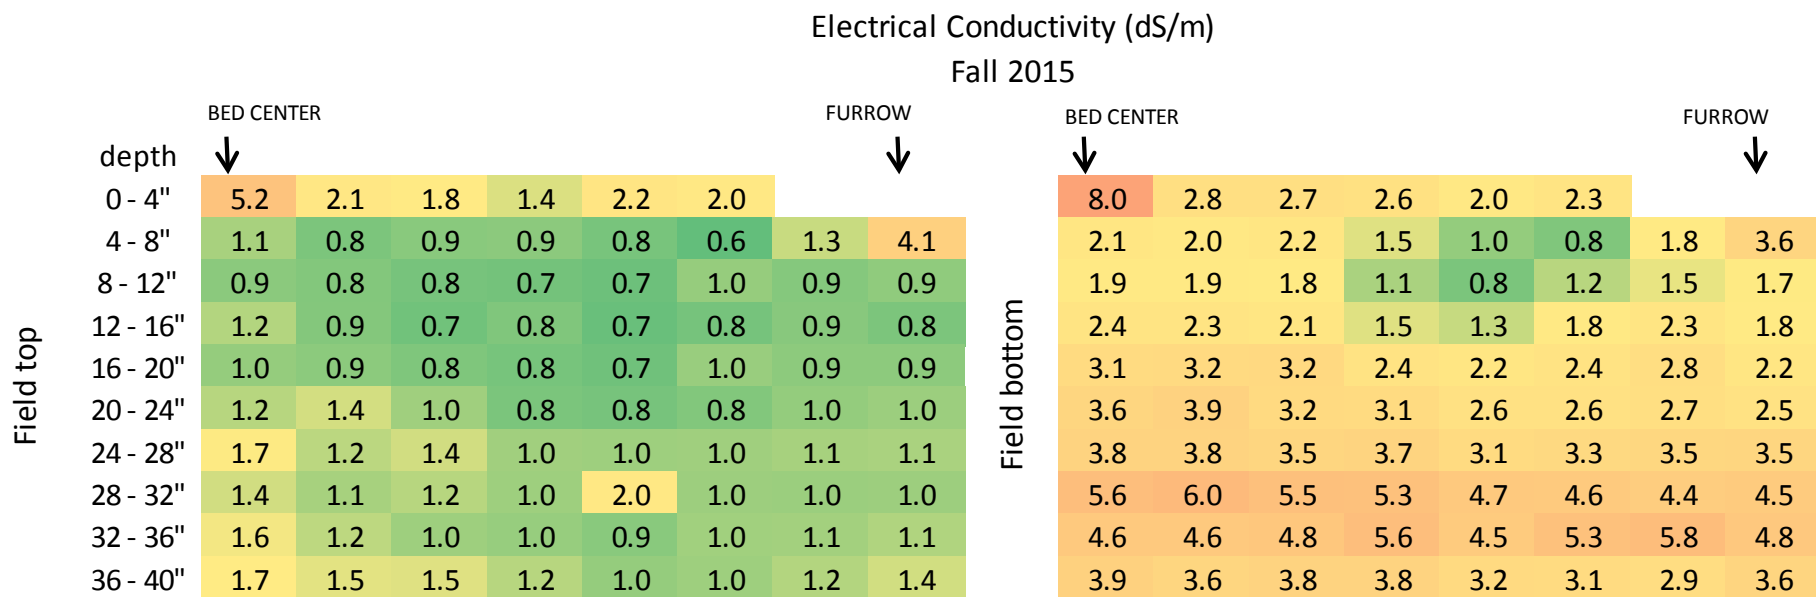 Electrical Conductivity (dS/m)
Fall 2015
BED CENTER FURROW BED CENTER FURROW
depth
0 - 4" 5.2 2.1 1.8 1.4 2.2 2.0 8.0 2.8 2.7 2.6 2.0 2.3
4 - 8" 1.1 0.8 0.9 0.9 0.8 0.6 1.3 4.1 2.1 2.0 2.2 1.5 1.0 0.8 1.8 3.6
8 - 12" 0.9 0.8 0.8 0.7 0.7 1.0 0.9 0.9 1.9 1.9 1.8 1.1 0.8 1.2 1.5 1.7
12 - 16" 1.2 0.9 0.7 0.8 0.7 0.8 0.9 0.8 2.4 2.3 2.1 1.5 1.3 1.8 2.3 1.8
16 - 20" 1.0 0.9 0.8 0.8 0.7 1.0 0.9 0.9 3.1 3.2 3.2 2.4 2.2 2.4 2.8 2.2
20 - 24" 1.2 1.4 1.0 0.8 0.8 0.8 1.0 1.0 3.6 3.9 3.2 3.1 2.6 2.6 2.7 2.5
24 - 28" 1.7 1.2 1.4 1.0 1.0 1.0 1.1 1.1 3.8 3.8 3.5 3.7 3.1 3.3 3.5 3.5
28 - 32" 1.4 1.1 1.2 1.0 2.0 1.0 1.0 1.0 5.6 6.0 5.5 5.3 4.7 4.6 4.4 4.5
32 - 36" 1.6 1.2 1.0 1.0 0.9 1.0 1.1 1.1 4.6 4.6 4.8 5.6 4.5 5.3 5.8 4.8
36 - 40" 1.7 1.5 1.5 1.2 1.0 1.0 1.2 1.4 3.9 3.6 3.8 3.8 3.2 3.1 2.9 3.6
Field top
Field bottom